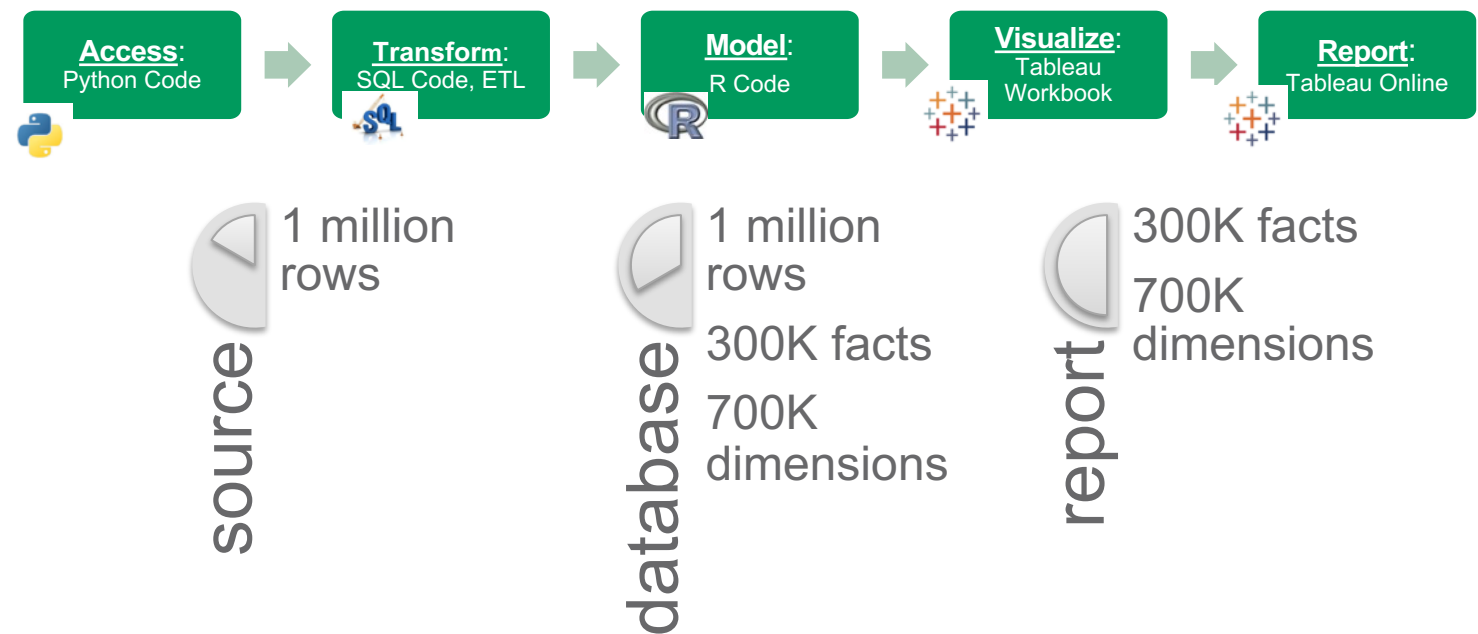 Access:
Python Code
Transform:
SQL Code, ETL
Model:
R Code
Visualize:
Tableau
Workbook
Report:
Tableau Online
SQL
R
source
1 million
rows
database
1 million
rows
300K facts
700K
dimensions
report
300K facts
700K
dimensions